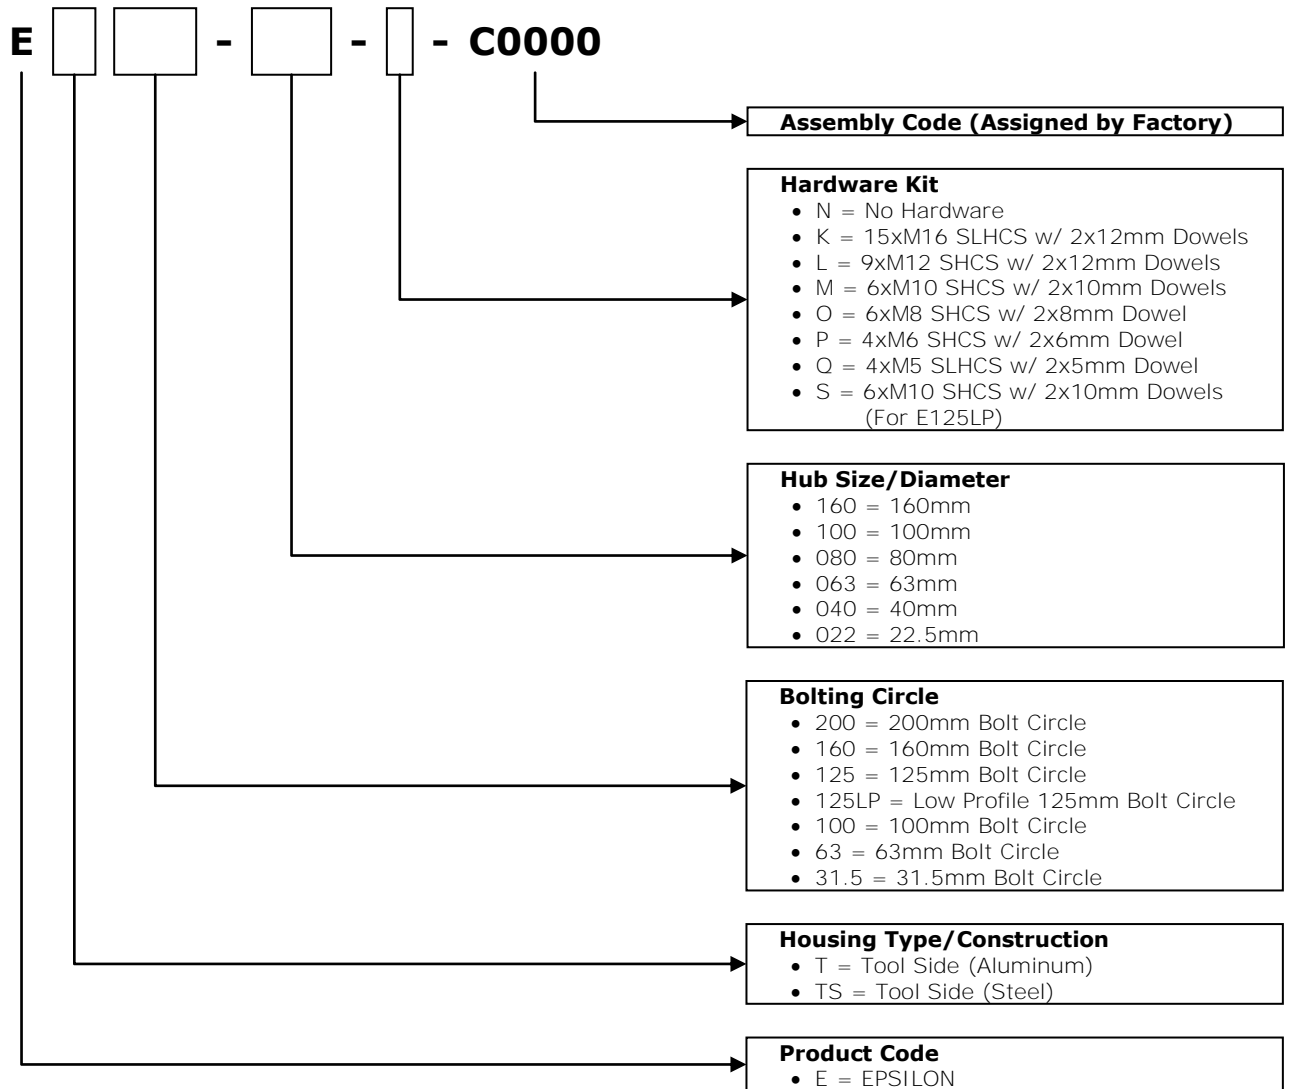 E - - - C0000
Assembly Code (Assigned by Factory)
Hardware Kit
• N = No Hardware
• K = 15xM16 SLHCS w/ 2x12mm Dowels
• L = 9xM12 SHCS w/ 2x12mm Dowels
• M = 6xM10 SHCS w/ 2x10mm Dowels
• O = 6xM8 SHCS w/ 2x8mm Dowel
• P = 4xM6 SHCS w/ 2x6mm Dowel
• Q = 4xM5 SLHCS w/ 2x5mm Dowel
• S = 6xM10 SHCS w/ 2x10mm Dowels
(For E125LP)
Hub Size/Diameter
• 160 = 160mm
• 100 = 100mm
• 080 = 80mm
• 063 = 63mm
• 040 = 40mm
• 022 = 22.5mm
Bolting Circle
• 200 = 200mm Bolt Circle
• 160 = 160mm Bolt Circle
• 125 = 125mm Bolt Circle
• 125LP = Low Profile 125mm Bolt Circle
• 100 = 100mm Bolt Circle
• 63 = 63mm Bolt Circle
• 31.5 = 31.5mm Bolt Circle
Housing Type/Construction
• T = Tool Side (Aluminum)
• TS = Tool Side (Steel)
Product Code
• E = EPSILON